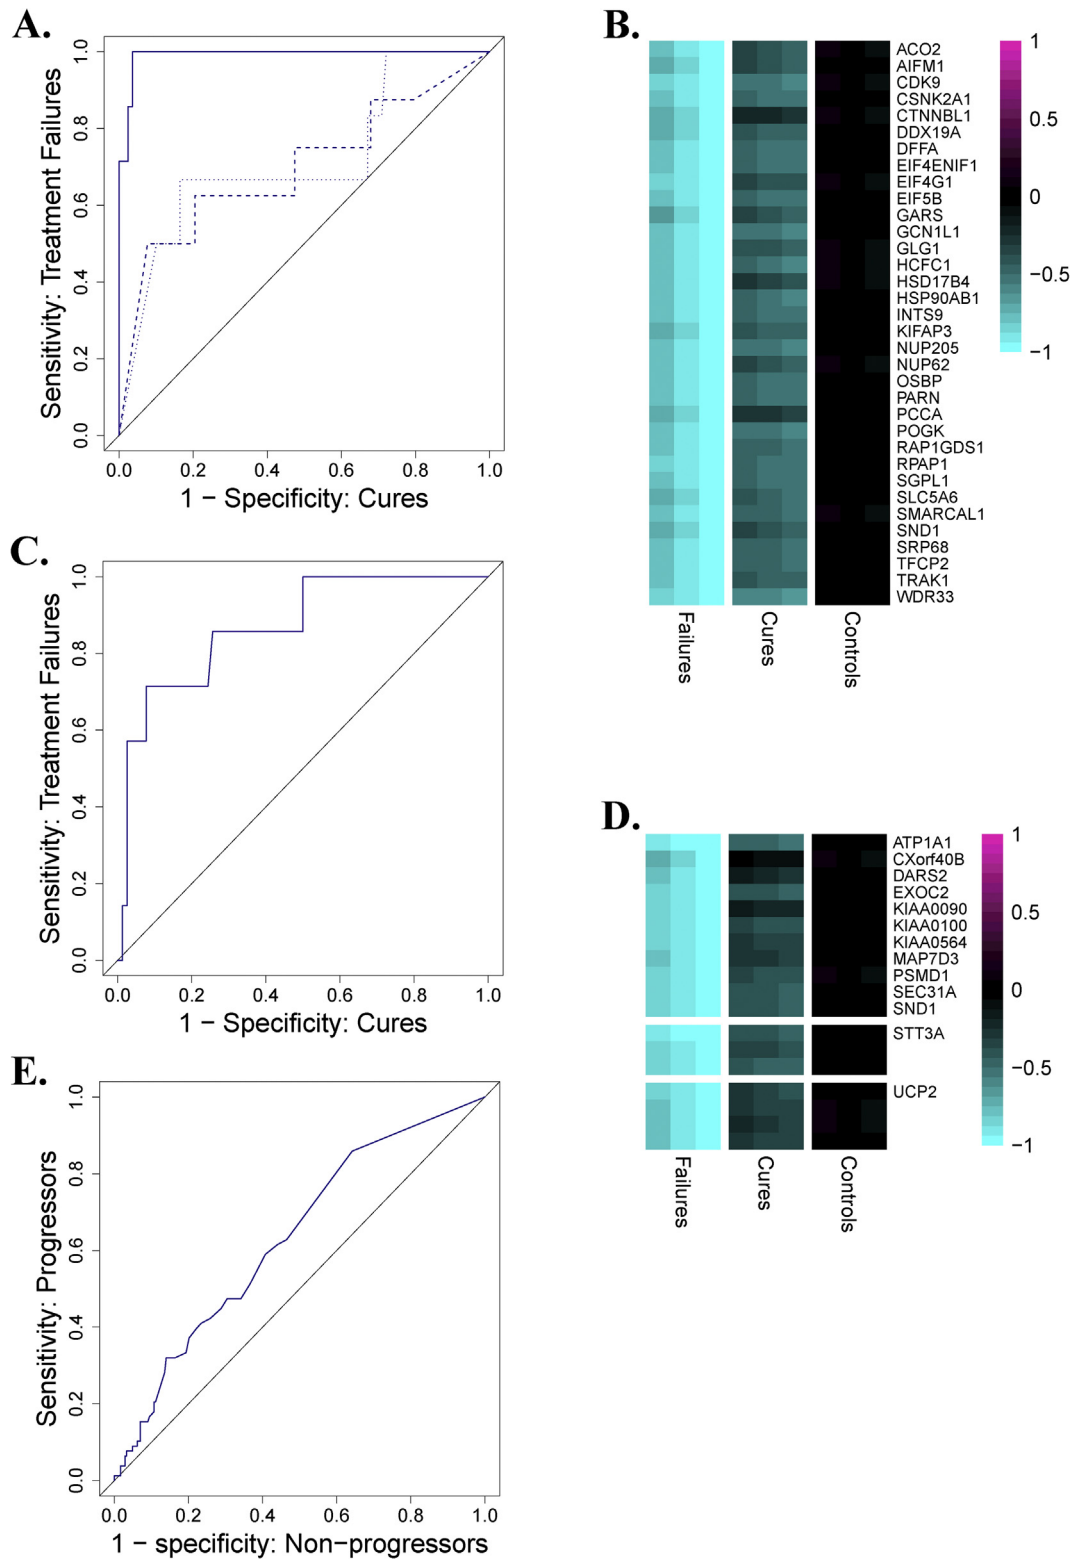 A.
1.0
0.8
0.6
0.4
0.2
0.0
Sensitivity: Treatment Failures
0.0 0.2 0.4 0.6 0.8 1.0
1 − Specificity: Cures
B.
ACO2
AIFM1
CDK9
CSNK2A1
CTNNBL1
DDX19A
DFFA
EIF4ENIF1
EIF4G1
EIF5B
GARS
GCN1L1
GLG1
HCFC1
HSD17B4
HSP90AB1
INTS9
KIFAP3
NUP205
NUP62
OSBP
PARN
PCCA
POGK
RAP1GDS1
RPAP1
SGPL1
SLC5A6
SMARCAL1
SND1
SRP68
TFCP2
TRAK1
WDR33
Failures
Cures
Controls
1
0.5
0
−0.5
−1
C.
1.0
0.8
0.6
0.4
0.2
0.0
Sensitivity: Treatment Failures
0.0 0.2 0.4 0.6 0.8 1.0
1 − Specificity: Cures
D.
ATP1A1
CXorf40B
DARS2
EXOC2
KIAA0090
KIAA0100
KIAA0564
MAP7D3
PSMD1
SEC31A
SND1
STT3A
UCP2
Failures
Cures
Controls
1
0.5
0
−0.5
−1
E.
1.0
0.8
0.6
0.4
0.2
0.0
Sensitivity: Progressors
0.0 0.2 0.4 0.6 0.8 1.0
1 − specificity: Non−progressors